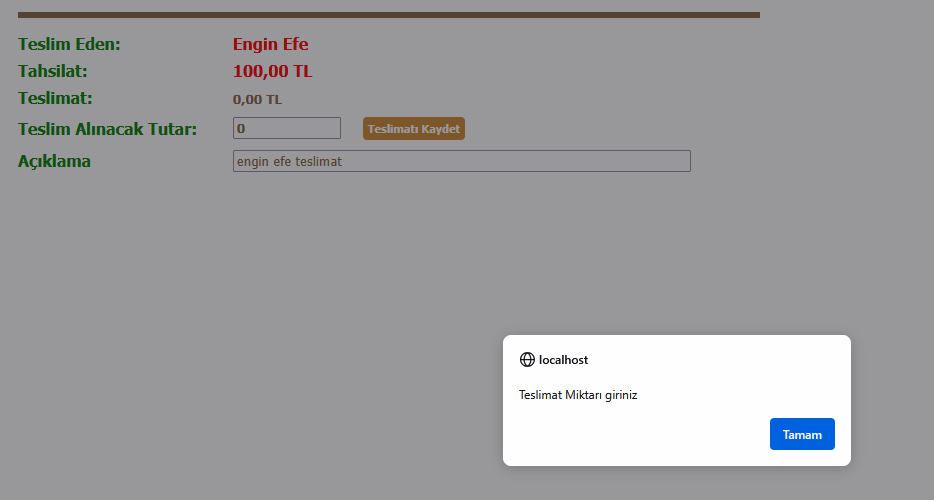 Teslim Eden: Engin Efe
Tahsilat: 100,00 TL
Teslimat: 0,00 TL
Teslim Alınacak Tutar: 0 Teslimatı Kaydet
Açıklama engin efe teslimat
localhost
Teslimat Miktarı giriniz
Tamam